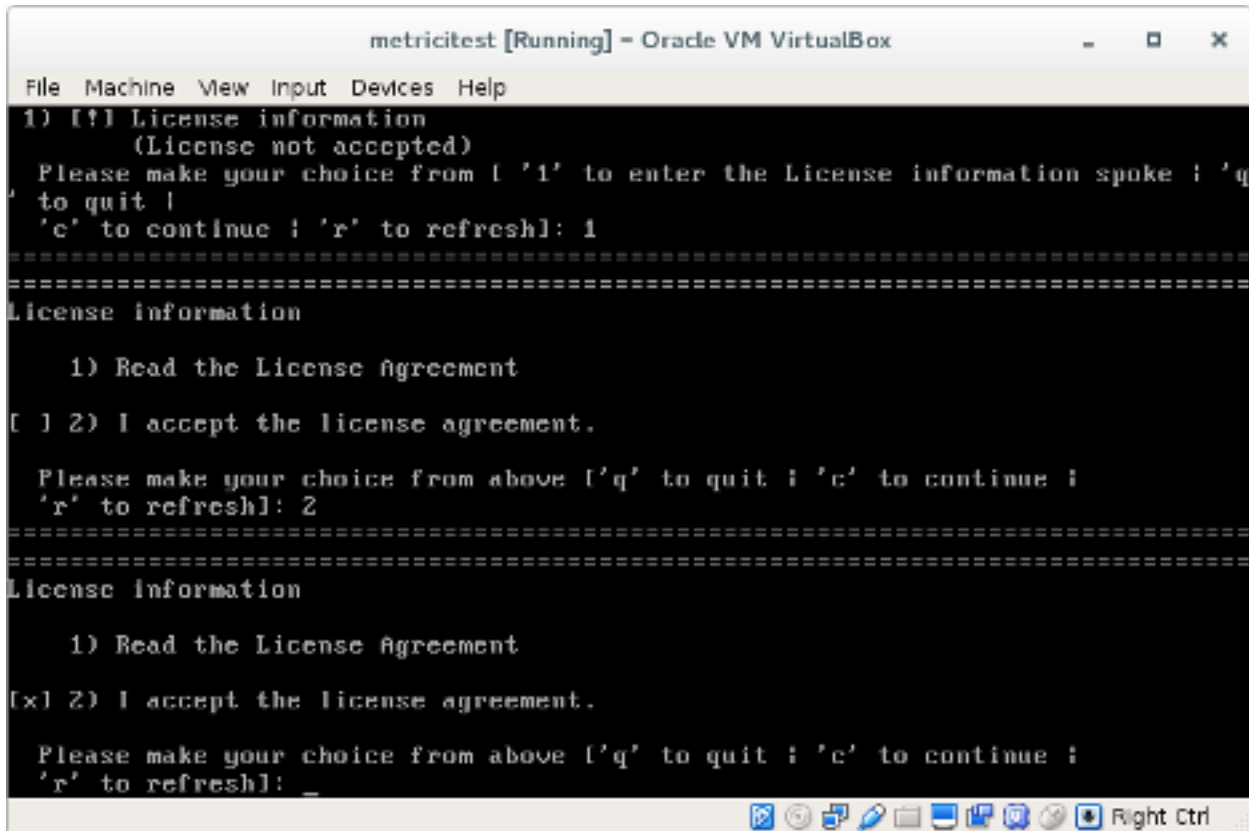 metricitest [Running] - Oracle VM VirtualBox
File Machine View Input Devices Help
1) [!] License information
(License not accepted)
Please make your choice from [ '1' to enter the License information spoke | 'q
' to quit |
'c' to continue | 'r' to refresh]: 1
================================================================================
================================================================================
License information
1) Read the License Agreement
[ ] 2) I accept the license agreement.
Please make your choice from above ['q' to quit | 'c' to continue |
'r' to refresh]: 2
================================================================================
================================================================================
License information
1) Read the License Agreement
[x] 2) I accept the license agreement.
Please make your choice from above ['q' to quit | 'c' to continue |
'r' to refresh]: _
Right Ctrl